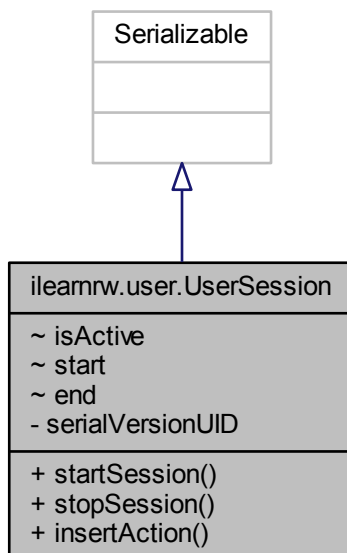 Serializable
ilearnrw.user.UserSession
~ isActive
~ start
~ end
- serialVersionUID
+ startSession()
+ stopSession()
+ insertAction()